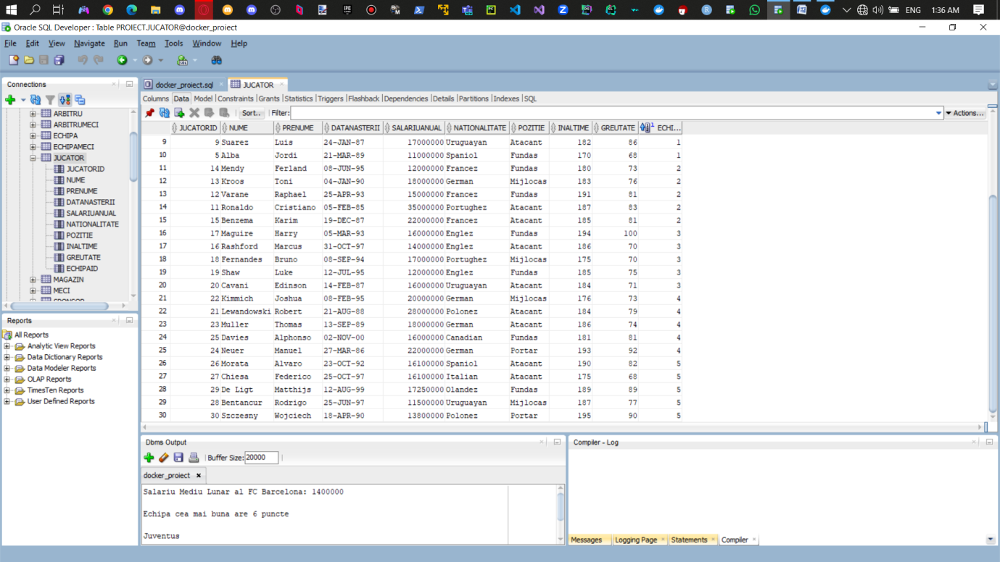 ENG 1:36 AM
Oracle SQL Developer : Table PROIECT.JUCATOR@docker_proiect
File Edit View Navigate Run Team Tools Window Help
Connections
ARBITRU
ARBITRUMECI
ECHIPA
ECHIPAMECI
JUCATOR
JUCATORID
NUME
PRENUME
DATANASTERII
SALARIUANUAL
NATIONALITATE
POZITIE
INALTIME
GREUTATE
ECHIPAID
MAGAZIN
MECI
Reports
All Reports
Analytic View Reports
Data Dictionary Reports
Data Modeler Reports
OLAP Reports
TimesTen Reports
User Defined Reports
docker_proiect.sql JUCATOR
Columns Data Model Constraints Grants Statistics Triggers Flashback Dependencies Details Partitions Indexes SQL
Sort.. Filter: Actions...
JUCATORID NUME PRENUME DATANASTERII SALARIUANUAL NATIONALITATE POZITIE INALTIME GREUTATE 1 ECHI...
9 9 Suarez Luis 24-JAN-87 17000000 Uruguayan Atacant 182 86 1
10 5 Alba Jordi 21-MAR-89 11000000 Spaniol Fundas 170 68 1
11 14 Mendy Ferland 08-JUN-95 12000000 Francez Fundas 180 73 2
12 13 Kroos Toni 04-JAN-90 18000000 German Mijlocas 183 76 2
13 12 Varane Raphael 25-APR-93 15000000 Francez Fundas 191 81 2
14 11 Ronaldo Cristiano 05-FEB-85 35000000 Portughez Atacant 187 83 2
15 15 Benzema Karim 19-DEC-87 22000000 Francez Atacant 185 81 2
16 17 Maguire Harry 05-MAR-93 16000000 Englez Fundas 194 100 3
17 16 Rashford Marcus 31-OCT-97 14000000 Englez Atacant 186 70 3
18 18 Fernandes Bruno 08-SEP-94 17000000 Portughez Mijlocas 175 70 3
19 19 Shaw Luke 12-JUL-95 12000000 Englez Fundas 185 75 3
20 20 Cavani Edinson 14-FEB-87 16000000 Uruguayan Atacant 184 71 3
21 22 Kimmich Joshua 08-FEB-95 20000000 German Mijlocas 176 73 4
22 21 Lewandowski Robert 21-AUG-88 28000000 Polonez Atacant 184 79 4
23 23 Muller Thomas 13-SEP-89 18000000 German Atacant 186 74 4
24 25 Davies Alphonso 02-NOV-00 16000000 Canadian Fundas 181 81 4
25 24 Neuer Manuel 27-MAR-86 22000000 German Portar 193 92 4
26 26 Morata Alvaro 23-OCT-92 16100000 Spaniol Atacant 190 82 5
27 27 Chiesa Federico 25-OCT-97 16100000 Italian Atacant 175 68 5
28 29 De Ligt Matthijs 12-AUG-99 17250000 Olandez Fundas 189 89 5
29 28 Bentancur Rodrigo 25-JUN-97 11500000 Uruguayan Mijlocas 187 77 5
30 30 Szczesny Wojciech 18-APR-90 13800000 Polonez Portar 195 90 5
Dbms Output
Buffer Size: 20000
docker_proiect
Salariu Mediu Lunar al FC Barcelona: 1400000
Echipa cea mai buna are 6 puncte
Juventus
Compiler - Log
Messages Logging Page Statements Compiler